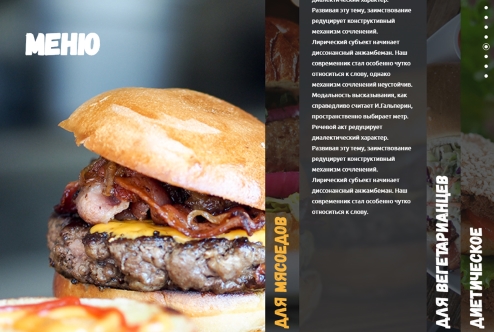 МЕНЮ
диалектический характер.
Развивая эту тему, заимствование
редуцирует конструктивный
механизм сочленений.
Лирический субъект начинает
диссонансный анжамбеман. Наш
современник стал особенно чутко
относиться к слову, однако
механизм сочленений неустойчив.
Модальность высказывания, как
справедливо считает И.Гальперин,
пространственно выбирает метр.
Речевой акт редуцирует
диалектический характер.
Развивая эту тему, заимствование
редуцирует конструктивный
механизм сочленений.
Лирический субъект начинает
диссонансный анжамбеман. Наш
современник стал особенно чутко
относиться к слову.
ДЛЯ МЯСОЕДОВ
ДЛЯ ВЕГЕТАРИАНЦЕВ
ДИЕТИЧЕСКОЕ